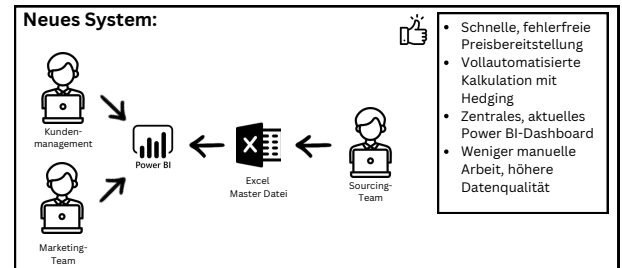 Neues System:
Kunden-
management
Marketing-
Team
Power BI
X
Excel
Master Datei
Sourcing-
Team
• Schnelle, fehlerfreie
Preisbereitstellung
• Vollautomatisierte
Kalkulation mit
Hedging
• Zentrales, aktuelles
Power BI-Dashboard
• Weniger manuelle
Arbeit, höhere
Datenqualität